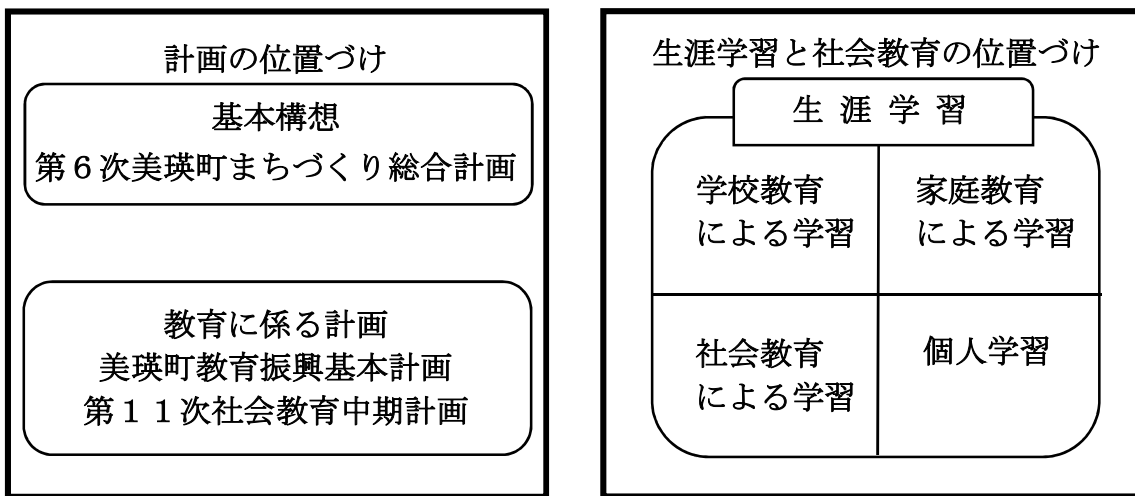 計画の位置づけ
基本構想
第６次美瑛町まちづくり総合計画
教育に係る計画
美瑛町教育振興基本計画
第１１次社会教育中期計画
生涯学習と社会教育の位置づけ
生 涯 学 習
学校教育
による学習
家庭教育
による学習
社会教育
による学習
個人学習